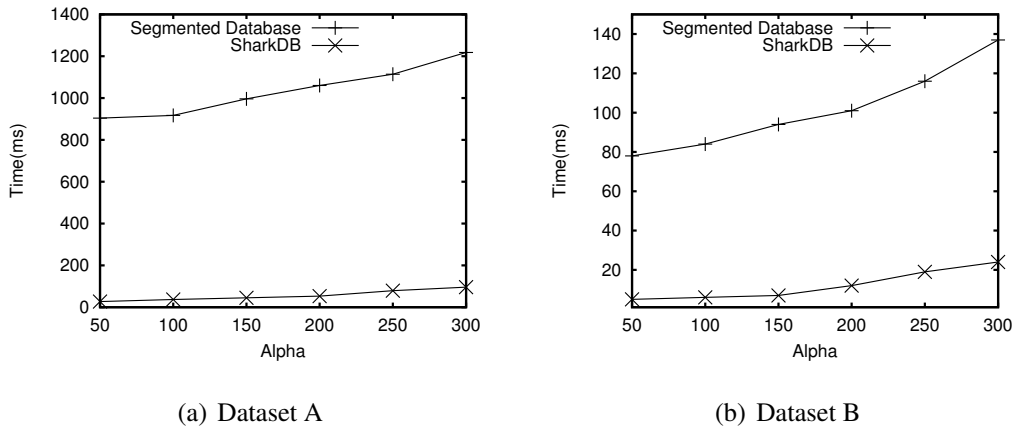 1400
1200
1000
800
600
400
200
0
Time(ms)
Segmented Database
SharkDB
50 100 150 200 250 300
Alpha
(a) Dataset A
140
120
100
80
60
40
20
Time(ms)
Segmented Database
SharkDB
50 100 150 200 250 300
Alpha
(b) Dataset B